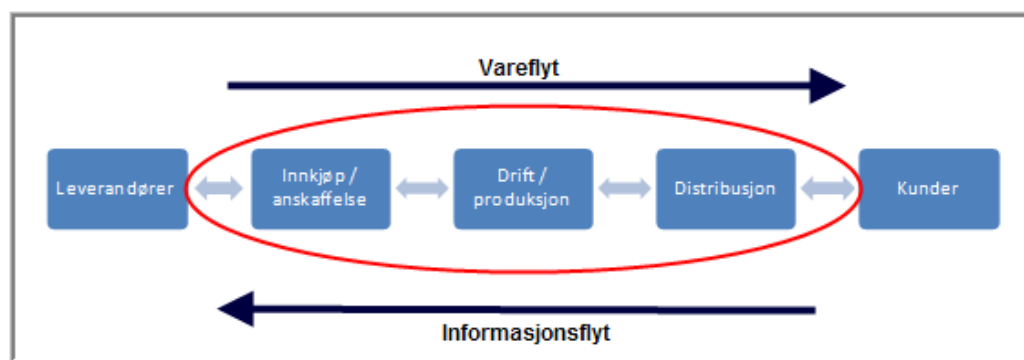 Vareflyt
Leverandører
Innkjøp /
anskaffelse
Drift /
produksjon
Distribusjon
Kunder
Informasjonsflyt